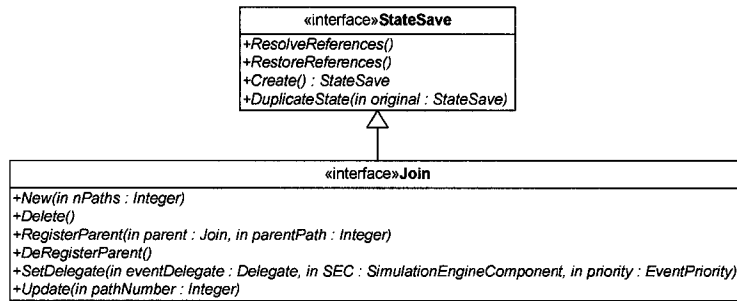 «interface»StateSave
+ResolveReferences()
+RestoreReferences()
+Create() : StateSave
+DuplicateState(in original : StateSave)
«interface»Join
+New(in nPaths : Integer)
+Delete()
+RegisterParent(in parent : Join, in parentPath : Integer)
+DeRegisterParent()
+SetDelegate(in eventDelegate : Delegate, in SEC : SimulationEngineComponent, in priority : EventPriority)
+Update(in pathNumber : Integer)